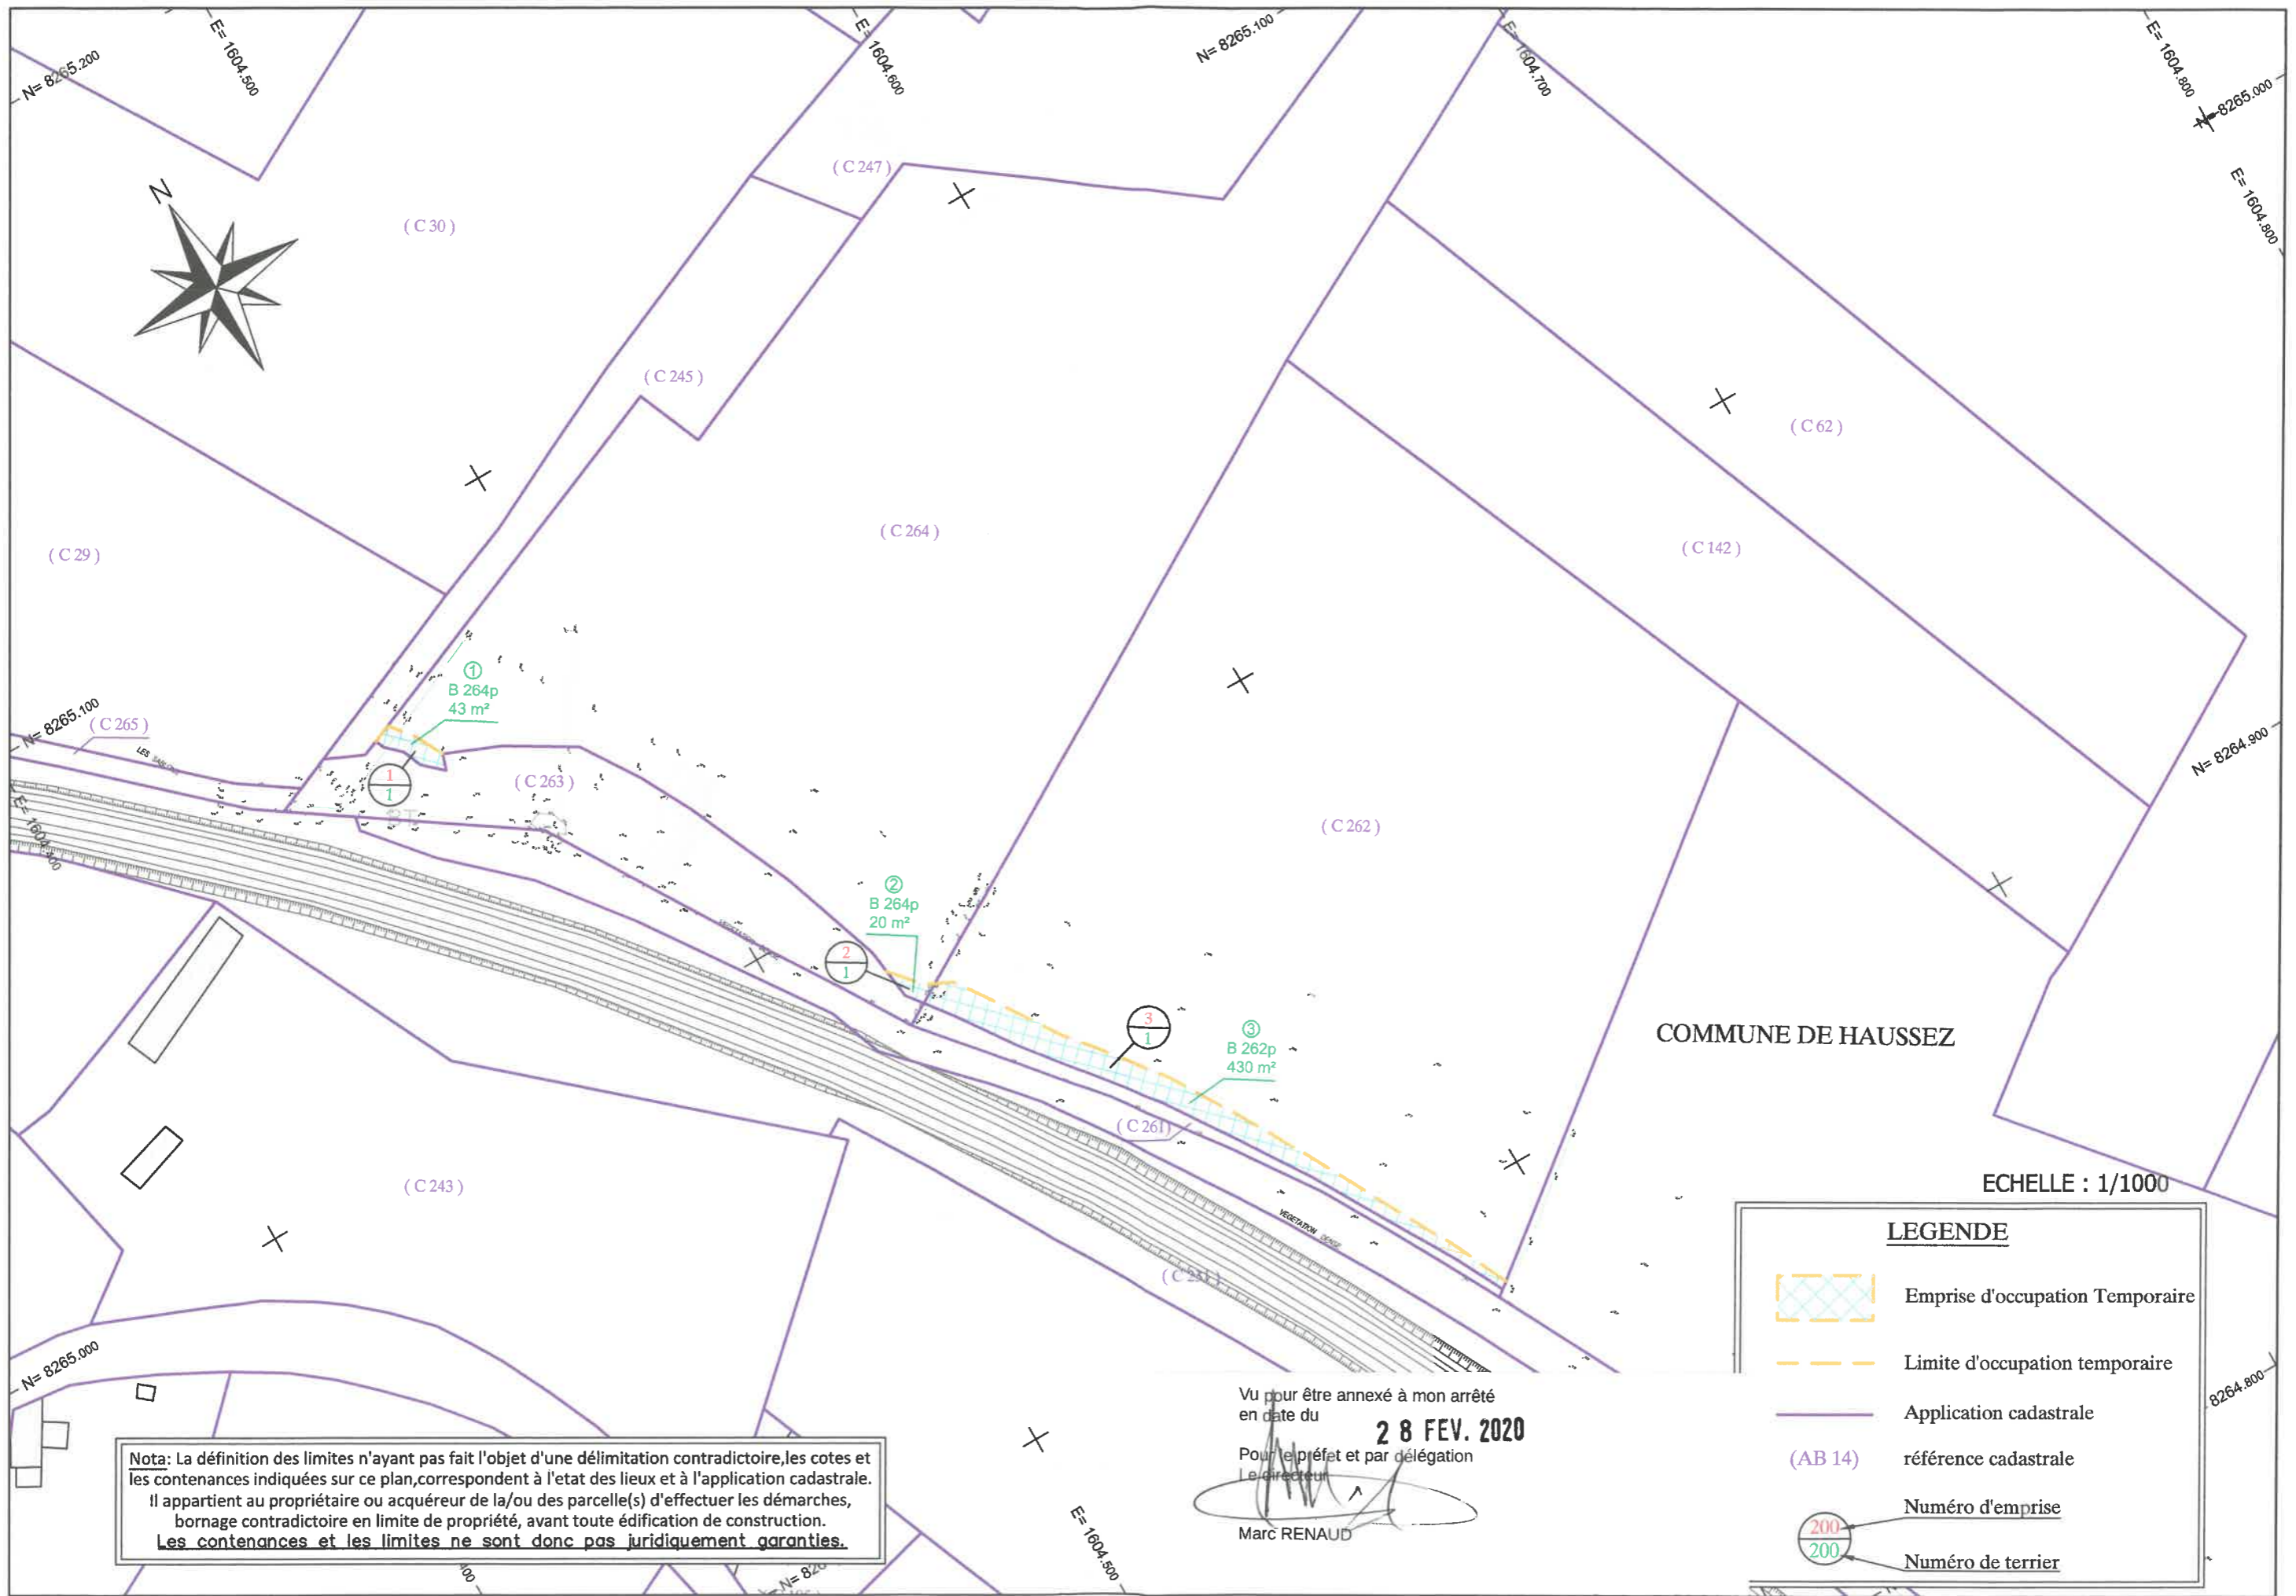 N= 8265.200
E= 1604.500
E= 1604.600
N= 8265.100
E= 1604.700
E= 1604.800
N= 8265.000
E= 1604.800
N
( C 247 )
( C 30 )
( C 245 )
( C 62 )
( C 264 )
( C 142 )
( C 29 )
1
B 264p
43 m²
N= 8265.100
( C 265 )
N= 8264.900
1
1
( C 263 )
E= 1604.400
( C 262 )
2
B 264p
20 m²
2
1
3
1
3
B 262p
430 m²
COMMUNE DE HAUSSEZ
( C 261)
( C 243 )
ECHELLE : 1/1000
VEGETATION DENSE
N= 8265.000
8264.800
LEGENDE
Emprise d'occupation Temporaire
Limite d'occupation temporaire
Application cadastrale
(AB 14)
référence cadastrale
Numéro d'emprise
200
200
Numéro de terrier
Vu pour être annexé à mon arrêté
en date du
2 8 FEV. 2020
Pour le préfet et par délégation
Le directeur
Marc RENAUD
E= 1604.500
Nota: La définition des limites n'ayant pas fait l'objet d'une délimitation contradictoire,les cotes et
les contenances indiquées sur ce plan,correspondent à l'etat des lieux et à l'application cadastrale.
Il appartient au propriétaire ou acquéreur de la/ou des parcelle(s) d'effectuer les démarches,
bornage contradictoire en limite de propriété, avant toute édification de construction.
Les contenances et les limites ne sont donc pas juridiquement garanties.